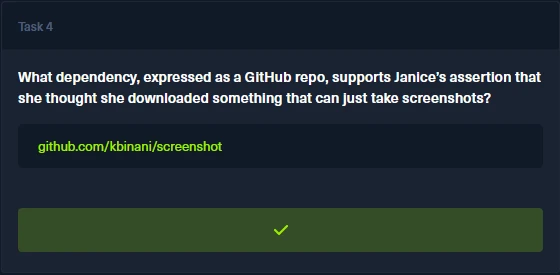 Task 4
What dependency, expressed as a GitHub repo, supports Janice’s assertion that
she thought she downloaded something that can just take screenshots?
github.com/kbinani/screenshot